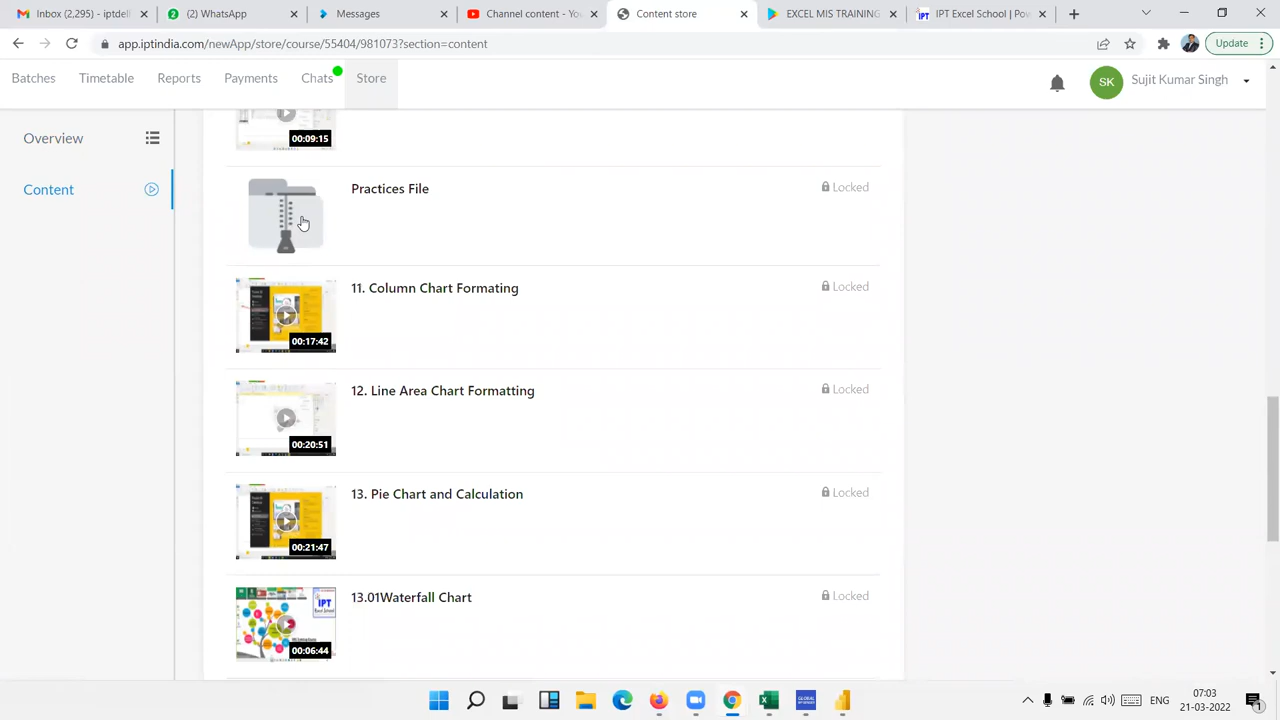 Inbox (2,295) - iptdeli
(2) WhatsApp
Messages
Channel content - You
Content store
EXCEL MIS TRAINING
IPT Excel School | Pow
app.iptindia.com/newApp/store/course/55404/981073?section=content
Update
Batches
Timetable
Reports
Payments
Chats
Store
SK
Sujit Kumar Singh
Overview
Content
00:09:15
Practices File
Locked
11. Column Chart Formating
Locked
00:17:42
12. Line Area Chart Formatting
Locked
00:20:51
13. Pie Chart and Calculation
Locked
00:21:47
13.01Waterfall Chart
Locked
IPT
00:06:44
ENG
07:03
21-03-2022